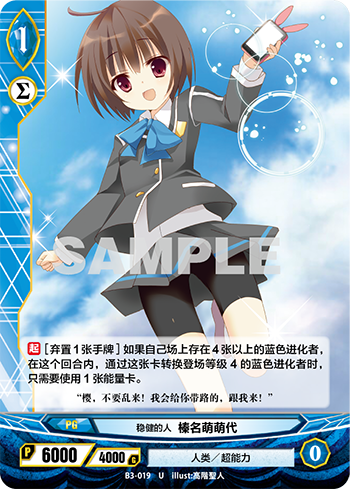 1
Σ
SAMPLE
起 [弃置1张手牌] 如果自己场上存在4张以上的蓝色进化者,
在这个回合内，通过这张卡转换登场等级 4 的蓝色进化者时,
只需要使用1张能量卡。
“樱，不要乱来！我会给你带路的，跟我来！”
PG 稳健的人 榛名萌萌代
P 6000 / 4000 G 人类／超能力 0
B3-019 U illust:高階聖人